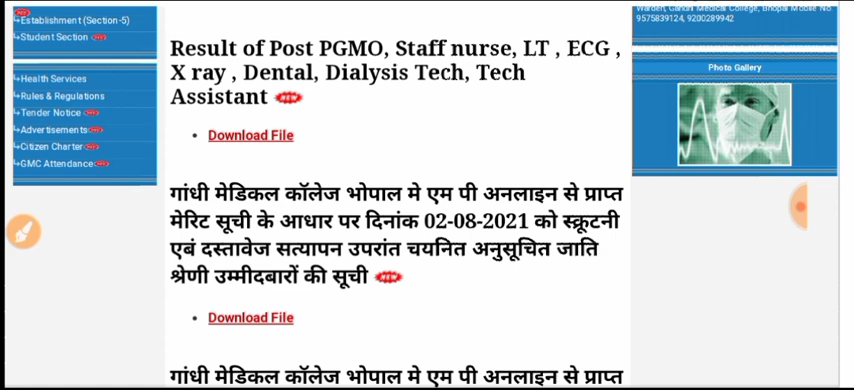 Establishment (Section-5)
Student Section
Health Services
Rules & Regulations
Tender Notice
Advertisements
Citizen Charter
GMC Attendance
Result of Post PGMO, Staff nurse, LT , ECG ,
X ray , Dental, Dialysis Tech, Tech
Assistant NEW
• Download File
गांधी मेडिकल कॉलेज भोपाल मे एम पी अनलाइन से प्राप्त
मेरिट सूची के आधार पर दिनांक 02-08-2021 को स्क्रूटनी
एबं दस्तावेज सत्यापन उपरांत चयनित अनुसूचित जाति
श्रेणी उम्मीदबारों की सूची NEW
• Download File
गांधी मेडिकल कॉलेज भोपाल मे एम पी अनलाइन से प्राप्त
Warden, Gandhi Medical College, Bhopal Mobile No
9575839124, 9200289942
Photo Gallery